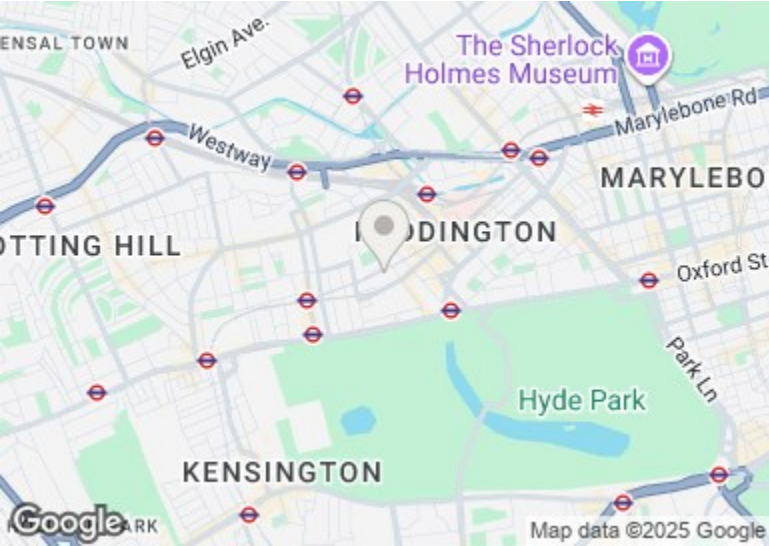 ENSAL TOWN
Elgin Ave.
The Sherlock
Holmes Museum
Marylebone Rd
Westway
MARYLEBO
OTTING HILL
DDINGTON
Oxford St
Park Ln
Hyde Park
KENSINGTON
ARK
Google
Map data ©2025 Google